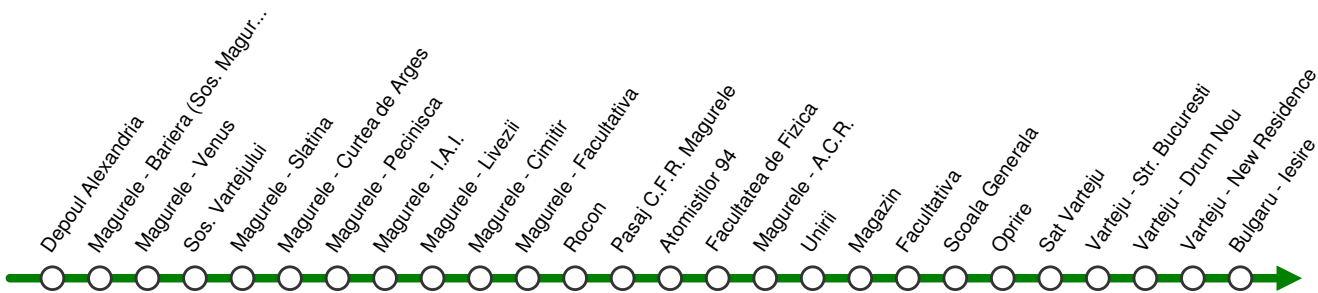 Depoul Alexandria
Magurele - Bariera (Sos. Magur...
Magurele - Venus
Sos. Vartejului
Magurele - Slatina
Magurele - Curtea de Arges
Magurele - Pecinisca
Magurele - I.A.I.
Magurele - Livezii
Magurele - Cimitir
Magurele - Facultativa
Rocon
Pasaj C.F.R. Magurele
Atomistilor 94
Facultatea de Fizica
Magurele - A.C.R.
Unirii
Magazin
Facultativa
Scoala Generala
Oprire
Sat Varteju
Varteju - Str. Bucuresti
Varteju - Drum Nou
Varteju - New Residence
Bulgaru - Iesire